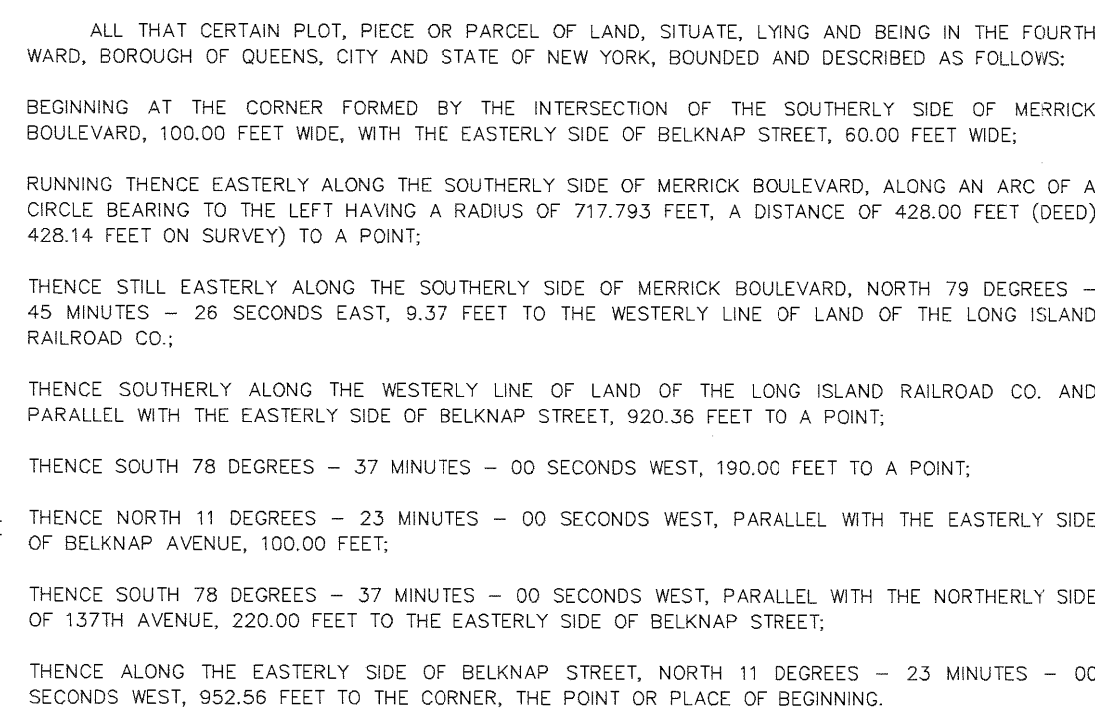 ALL THAT CERTAIN PLOT, PIECE OR PARCEL OF LAND, SITUATE, LYING AND BEING IN THE FOURTH
WARD, BOROUGH OF QUEENS, CITY AND STATE OF NEW YORK, BOUNDED AND DESCRIBED AS FOLLOWS:
BEGINNING AT THE CORNER FORMED BY THE INTERSECTION OF THE SOUTHERLY SIDE OF MERRICK
BOULEVARD, 100.00 FEET WIDE, WITH THE EASTERLY SIDE OF BELKNAP STREET, 60.00 FEET WIDE;
RUNNING THENCE EASTERLY ALONG THE SOUTHERLY SIDE OF MERRICK BOULEVARD, ALONG AN ARC OF A
CIRCLE BEARING TO THE LEFT HAVING A RADIUS OF 717.793 FEET, A DISTANCE OF 428.00 FEET (DEED)
428.14 FEET ON SURVEY) TO A POINT;
THENCE STILL EASTERLY ALONG THE SOUTHERLY SIDE OF MERRICK BOULEVARD, NORTH 79 DEGREES –
45 MINUTES – 26 SECONDS EAST, 9.37 FEET TO THE WESTERLY LINE OF LAND OF THE LONG ISLAND
RAILROAD CO.;
THENCE SOUTHERLY ALONG THE WESTERLY LINE OF LAND OF THE LONG ISLAND RAILROAD CO. AND
PARALLEL WITH THE EASTERLY SIDE OF BELKNAP STREET, 920.36 FEET TO A POINT;
THENCE SOUTH 78 DEGREES – 37 MINUTES – 00 SECONDS WEST, 190.00 FEET TO A POINT;
THENCE NORTH 11 DEGREES – 23 MINUTES – 00 SECONDS WEST, PARALLEL WITH THE EASTERLY SIDE
OF BELKNAP AVENUE, 100.00 FEET;
THENCE SOUTH 78 DEGREES – 37 MINUTES – 00 SECONDS WEST, PARALLEL WITH THE NORTHERLY SIDE
OF 137TH AVENUE, 220.00 FEET TO THE EASTERLY SIDE OF BELKNAP STREET;
THENCE ALONG THE EASTERLY SIDE OF BELKNAP STREET, NORTH 11 DEGREES – 23 MINUTES – 00
SECONDS WEST, 952.56 FEET TO THE CORNER, THE POINT OR PLACE OF BEGINNING.